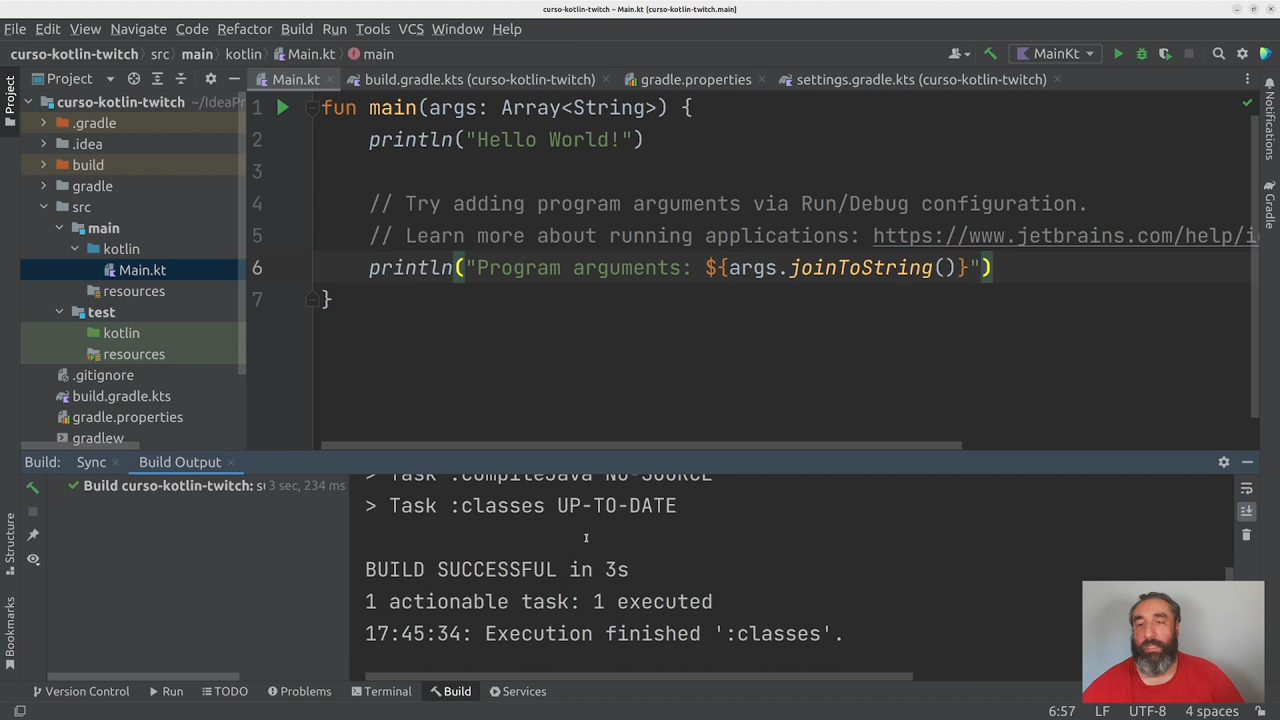 curso-kotlin-twitch – Main.kt [curso-kotlin-twitch.main]
File Edit View Navigate Code Refactor Build Run Tools VCS Window Help
curso-kotlin-twitch src main kotlin Main.kt main MainKt
Project Main.kt build.gradle.kts (curso-kotlin-twitch) gradle.properties settings.gradle.kts (curso-kotlin-twitch)
Project
curso-kotlin-twitch ~/IdeaPr
.gradle
.idea
build
gradle
src
main
kotlin
Main.kt
resources
test
kotlin
resources
.gitignore
build.gradle.kts
gradle.properties
gradlew
1 fun main(args: Array<String>) {
2 println("Hello World!")
3
4 // Try adding program arguments via Run/Debug configuration.
5 // Learn more about running applications: https://www.jetbrains.com/help/i
6 println("Program arguments: ${args.joinToString()}")
7 }
Notifications
Gradle
Build: Sync Build Output
Build curso-kotlin-twitch: 3 sec, 234 ms
> Task :compileJava NO-SOURCE
> Task :classes UP-TO-DATE
BUILD SUCCESSFUL in 3s
1 actionable task: 1 executed
17:45:34: Execution finished ':classes'.
Structure
Bookmarks
Version Control Run TODO Problems Terminal Build Services
6:57 LF UTF-8 4 spaces